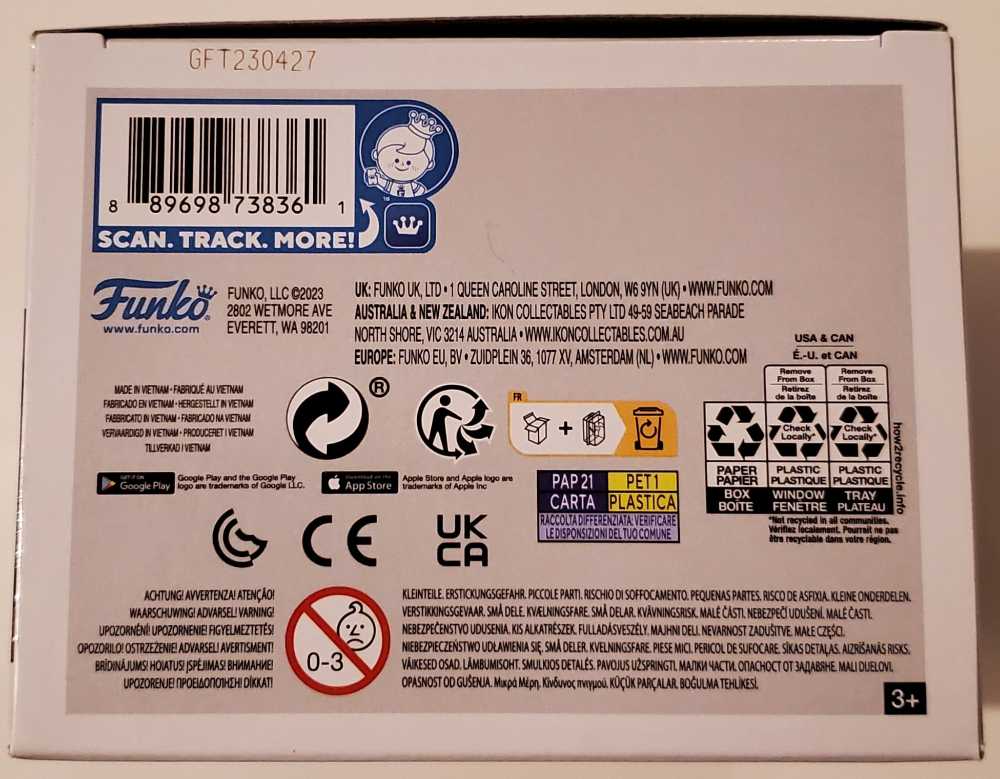 GFT230427
8 89698 73836 1
SCAN. TRACK. MORE!
Funko
www.funko.com
FUNKO, LLC ©2023
2802 WETMORE AVE
EVERETT, WA 98201
UK: FUNKO UK, LTD • 1 QUEEN CAROLINE STREET, LONDON, W6 9YN (UK) • WWW.FUNKO.COM
AUSTRALIA & NEW ZEALAND: IKON COLLECTABLES PTY LTD 49-59 SEABEACH PARADE
NORTH SHORE, VIC 3214 AUSTRALIA • WWW.IKONCOLLECTABLES.COM.AU
EUROPE: FUNKO EU, BV • ZUIDPLEIN 36, 1077 XV, AMSTERDAM (NL) • WWW.FUNKO.COM
MADE IN VIETNAM • FABRIQUÉ AU VIETNAM
FABRICADO EN VIETNAM • HERGESTELLT IN VIETNAM
FABBRICATO IN VIETNAM • FABRICADO NA VIETNAM
VERVAARDIGD IN VIETNAM • PRODUCERET I VIETNAM
TILLVERKAD I VIETNAM
®
FR
+
USA & CAN
É.-U. et CAN
Remove
From Box
Retirez
de la boîte
Remove
From Box
Retirez
de la boîte
Check
Locally*
Check
Locally*
PAPER
PAPIER
BOX
BOÎTE
PLASTIC
PLASTIQUE
WINDOW
FENETRE
PLASTIC
PLASTIQUE
TRAY
PLATEAU
how2recycle.info
*Not recycled in all communities.
Vérifiez localement. Pourrait ne pas
être recyclable dans votre région.
GET IT ON
Google Play
Google Play and the Google Play
logo are trademarks of Google LLC.
Download on the
App Store
Apple Store and Apple logo are
trademarks of Apple Inc
PAP 21
CARTA
PET 1
PLASTICA
RACCOLTA DIFFERENZIATA: VERIFICARE
LE DISPOSIZIONI DEL TUO COMUNE
CE
UK
CA
ACHTUNG! AVVERTENZA! ATENÇÃO!
WAARSCHUWING! ADVARSEL! VARNING!
UPOZORNĚNÍ! UPOZORNENIE! FIGYELMEZTETÉS!
OPOZORILO! OSTRZEŻENIE! ADVARSEL! AVERTISMENT!
BRĪDINĀJUMS! HOIATUS! ĮSPĖJIMAS! ВНИМАНИЕ!
UPOZORENJE! ΠΡΟΕΙΔΟΠΟΙΗΣΗ! DİKKAT!
0-3
KLEINTEILE. ERSTICKUNGSGEFAHR. PICCOLE PARTI. RISCHIO DI SOFFOCAMENTO. PEQUENAS PARTES. RISCO DE ASFIXIA. KLEINE ONDERDELEN.
VERSTIKKINGSGEVAAR. SMÅ DELE. KVÆLNINGSFARE. SMÅ DELAR. KVÄVNINGSRISK. MALÉ ČÁSTI. NEBEZPEČÍ UDUŠENÍ. MALÉ ČASTI.
NEBEZPEČENSTVO UDUSENIA. KIS ALKATRÉSZEK. FULLADÁSVESZÉLY. MAJHNI DELI. NEVARNOST ZADUŠITVE. MAŁE CZĘŚCI.
NIEBEZPIECZEŃSTWO UDŁAWIENIA SIĘ. SMÅ DELER. KVELNINGSFARE. PIESE MICI. PERICOL DE SUFOCARE. SĪKAS DETAĻAS. AIZRĪŠANĀS RISKS.
VÄIKESED OSAD. LÄMBUMISOHT. SMULKIOS DETALĖS. PAVOJUS UŽSPRINGTI. МАЛКИ ЧАСТИ. ОПАСНОСТ ОТ ЗАДАВЯНЕ. MALI DIJELOVI.
OPASNOST OD GUŠENJA. Μικρά Μέρη. Κίνδυνος πνιγμού. KÜÇÜK PARÇALAR. BOĞULMA TEHLİKESİ.
3+